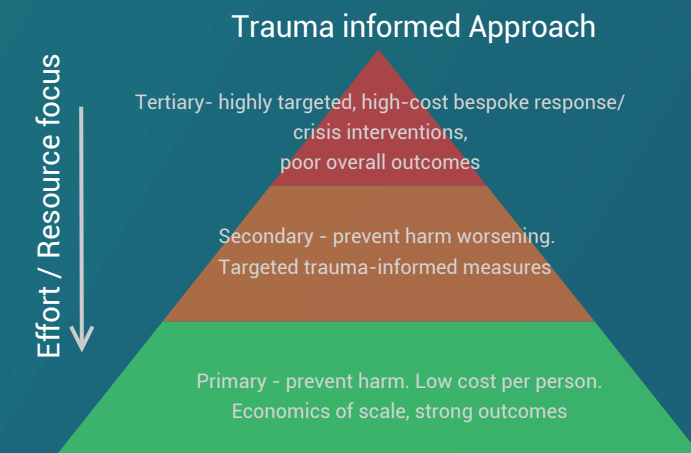 Trauma informed Approach
Effort / Resource focus
Tertiary- highly targeted, high-cost bespoke response/
crisis interventions,
poor overall outcomes
Secondary - prevent harm worsening.
Targeted trauma-informed measures
Primary - prevent harm. Low cost per person.
Economics of scale, strong outcomes